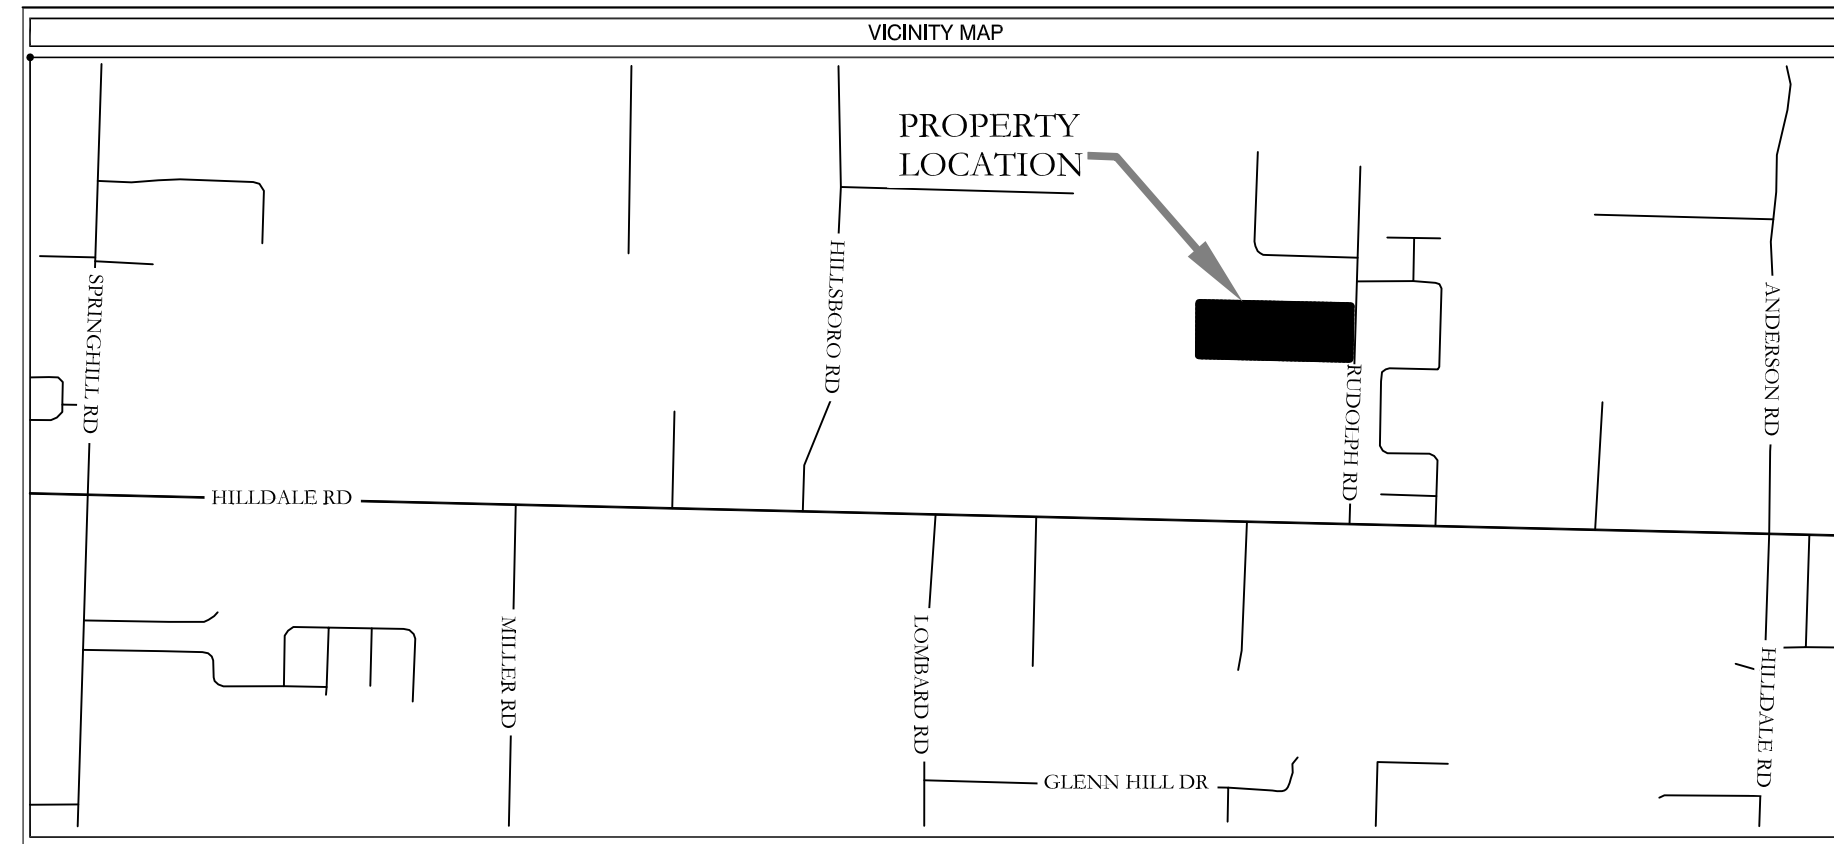 VICINITY MAP
PROPERTY
LOCATION
HILLSBORO RD
SPRINGHILL RD
ANDERSON RD
RUDOLPH RD
HILLDALE RD
MILLER RD
LOMBARD RD
HILLDALE RD
GLENN HILL DR